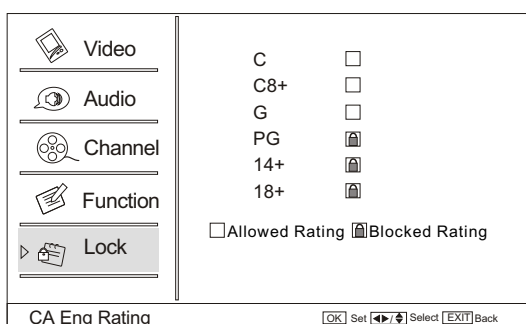 Video
Audio
Channel
Function
Lock
C
C8+
G
PG
14+
18+
Allowed Rating Blocked Rating
CA Eng Rating OK Set / Select EXIT Back